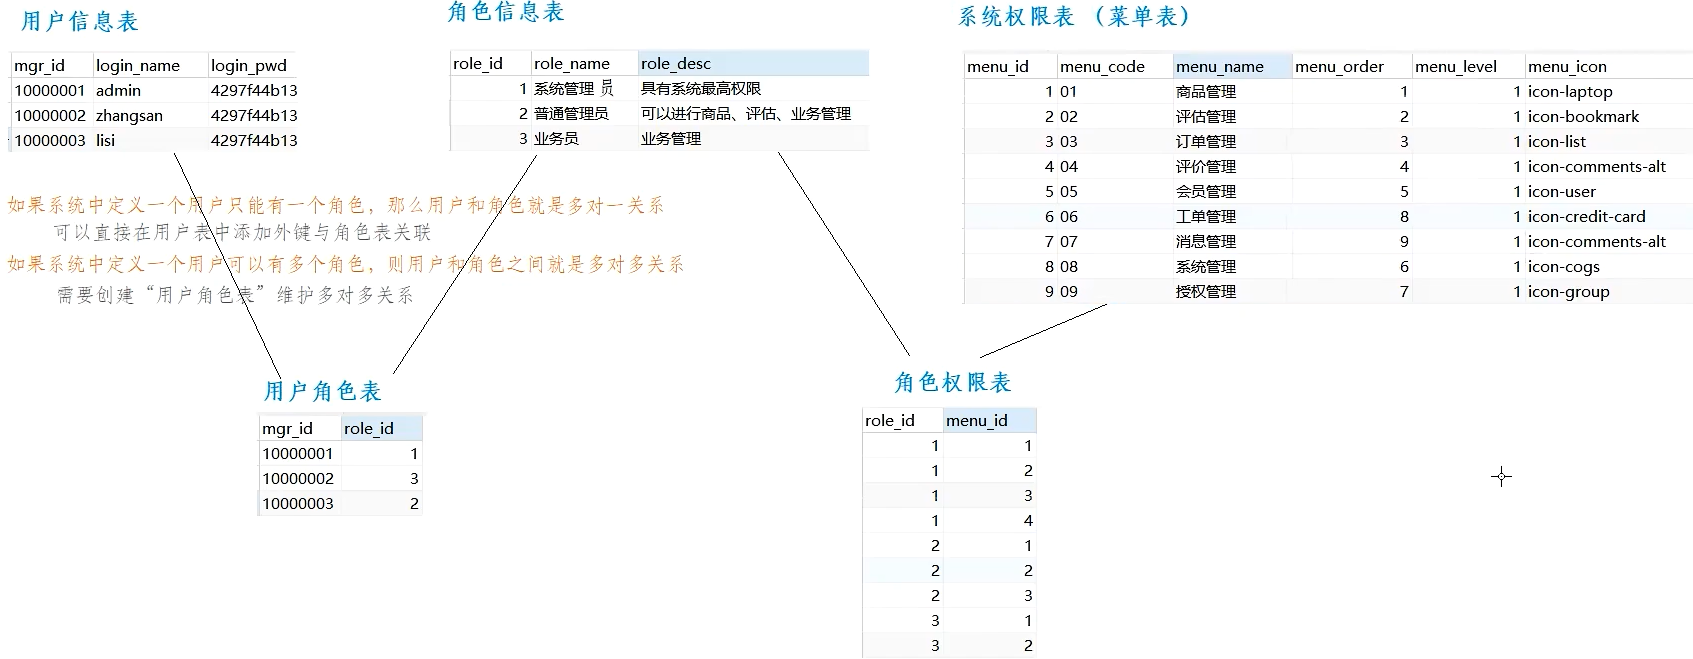 用户信息表
mgr_id login_name login_pwd
10000001 admin 4297f44b13
10000002 zhangsan 4297f44b13
10000003 lisi 4297f44b13
角色信息表
role_id role_name role_desc
1 系统管理员 具有系统最高权限
2 普通管理员 可以进行商品、评估、业务管理
3 业务员 业务管理
系统权限表 （菜单表）
menu_id menu_code menu_name menu_order menu_level menu_icon
1 01 商品管理 1 1 icon-laptop
2 02 评估管理 2 1 icon-bookmark
3 03 订单管理 3 1 icon-list
4 04 评价管理 4 1 icon-comments-alt
5 05 会员管理 5 1 icon-user
6 06 工单管理 8 1 icon-credit-card
7 07 消息管理 9 1 icon-comments-alt
8 08 系统管理 6 1 icon-cogs
9 09 授权管理 7 1 icon-group
如果系统中定义一个用户只能有一个角色，那么用户和角色就是多对一关系
可以直接在用户表中添加外键与角色表关联
如果系统中定义一个用户可以有多个角色，则用户和角色之间就是多对多关系
需要创建“用户角色表”维护多对多关系
用户角色表
mgr_id role_id
10000001 1
10000002 3
10000003 2
角色权限表
role_id menu_id
1 1
1 2
1 3
1 4
2 1
2 2
2 3
3 1
3 2